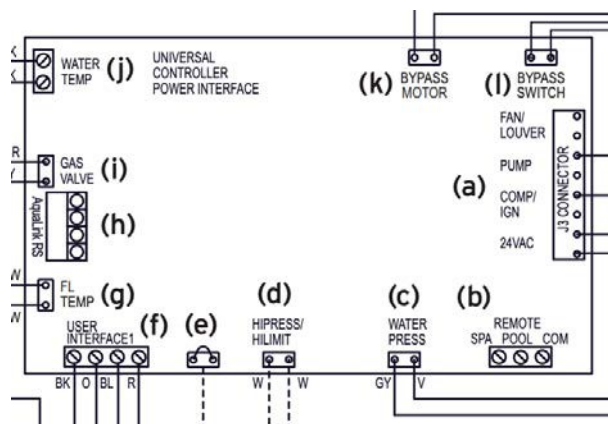 K
K
WATER
TEMP
(j)
UNIVERSAL
CONTROLLER
POWER INTERFACE
(k)
BYPASS
MOTOR
(l)
BYPASS
SWITCH
FAN/
LOUVER
PUMP
(a)
COMP/
IGN
24VAC
J3 CONNECTOR
R
GAS
VALVE
(i)
Y
AquaLink RS
(h)
W
FL
TEMP
(g)
W
USER
INTERFACE1
(f)
BK O BL R
(e)
(d)
HIPRESS/
HILIMIT
W W
(c)
WATER
PRESS
GY V
(b)
REMOTE
SPA POOL COM